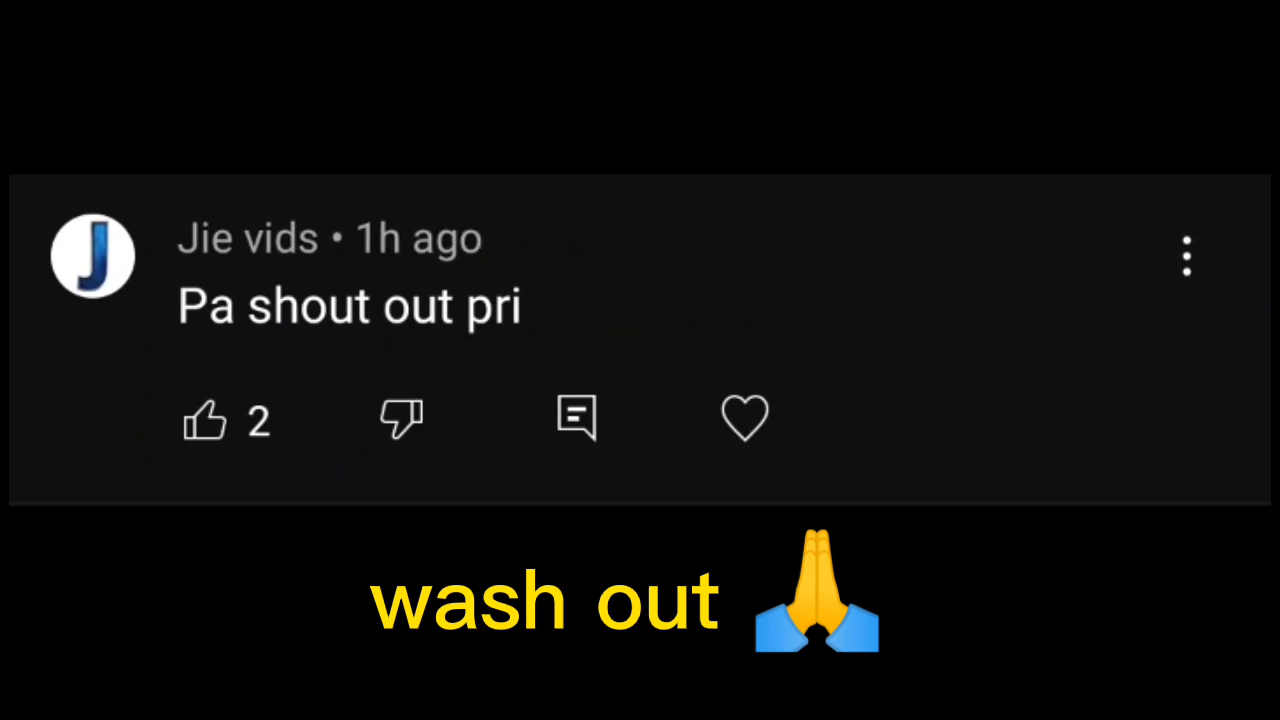 J
Jie vids • 1h ago
Pa shout out pri
2
wash out 🙏